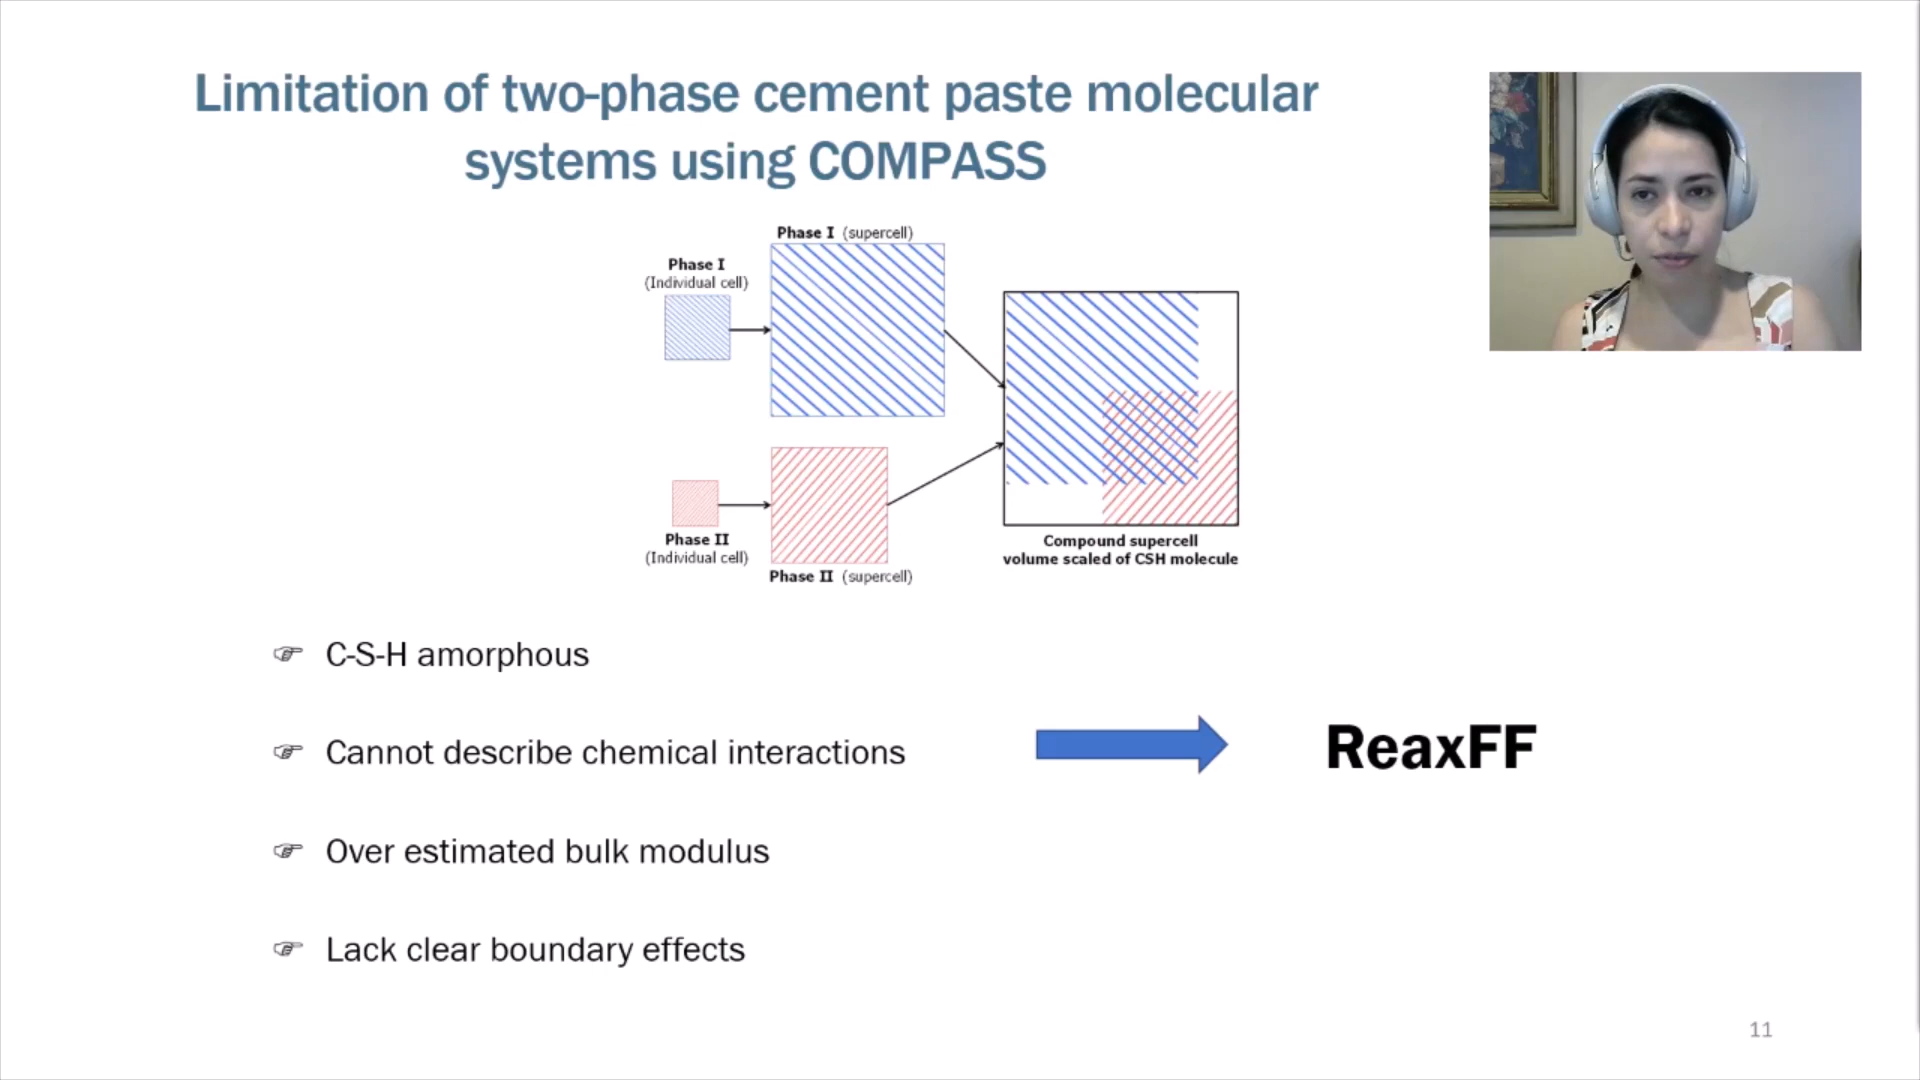 Limitation of two-phase cement paste molecular
systems using COMPASS
Phase I (supercell)
Phase I
(Individual cell)
Phase II
(Individual cell)
Phase II (supercell)
Compound supercell
volume scaled of CSH molecule
☞ C-S-H amorphous
☞ Cannot describe chemical interactions
ReaxFF
☞ Over estimated bulk modulus
☞ Lack clear boundary effects
11